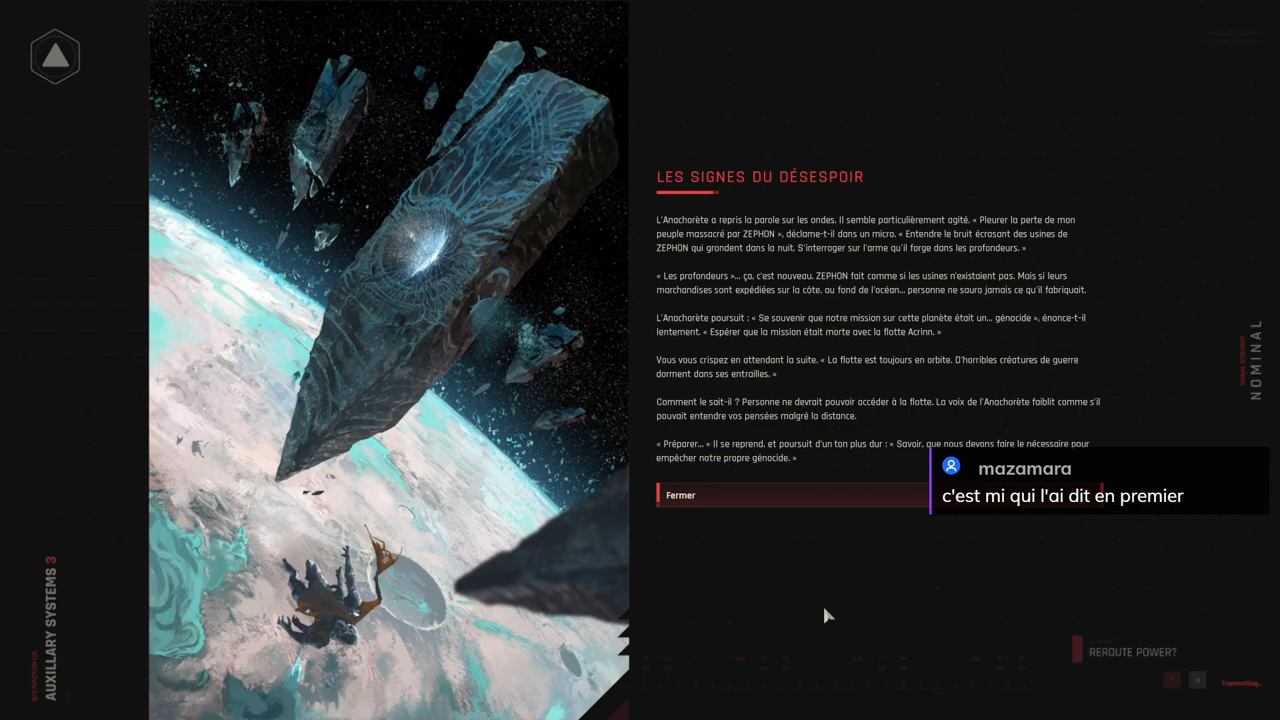 LES SIGNES DU DÉSESPOIR
L'Anachorète a repris la parole sur les ondes. Il semble particulièrement agité. « Pleurer la perte de mon
peuple massacré par ZEPHON », déclame-t-il dans un micro. « Entendre le bruit écrasant des usines de
ZEPHON qui grondent dans la nuit. S'interroger sur l'arme qu'il forge dans les profondeurs. »
« Les profondeurs »... ça, c'est nouveau. ZEPHON fait comme si les usines n'existaient pas. Mais si leurs
marchandises sont expédiées sur la côte, au fond de l'océan... personne ne saura jamais ce qu'il fabriquait.
L'Anachorète poursuit : « Se souvenir que notre mission sur cette planète était un... génocide », énonce-t-il
lentement. « Espérer que la mission était morte avec la flotte Acrinn. »
Vous vous crispez en attendant la suite. « La flotte est toujours en orbite. D'horribles créatures de guerre
dorment dans ses entrailles. »
Comment le sait-il ? Personne ne devrait pouvoir accéder à la flotte. La voix de l'Anachorète faiblit comme s'il
pouvait entendre vos pensées malgré la distance.
« Préparer... » Il se reprend, et poursuit d'un ton plus dur : « Savoir, que nous devons faire le nécessaire pour
empêcher notre propre génocide. »
Fermer
mazamara
c'est mi qui l'ai dit en premier
NOMINAL
AUXILLARY SYSTEMS 3
REROUTE POWER?
Transmitting...